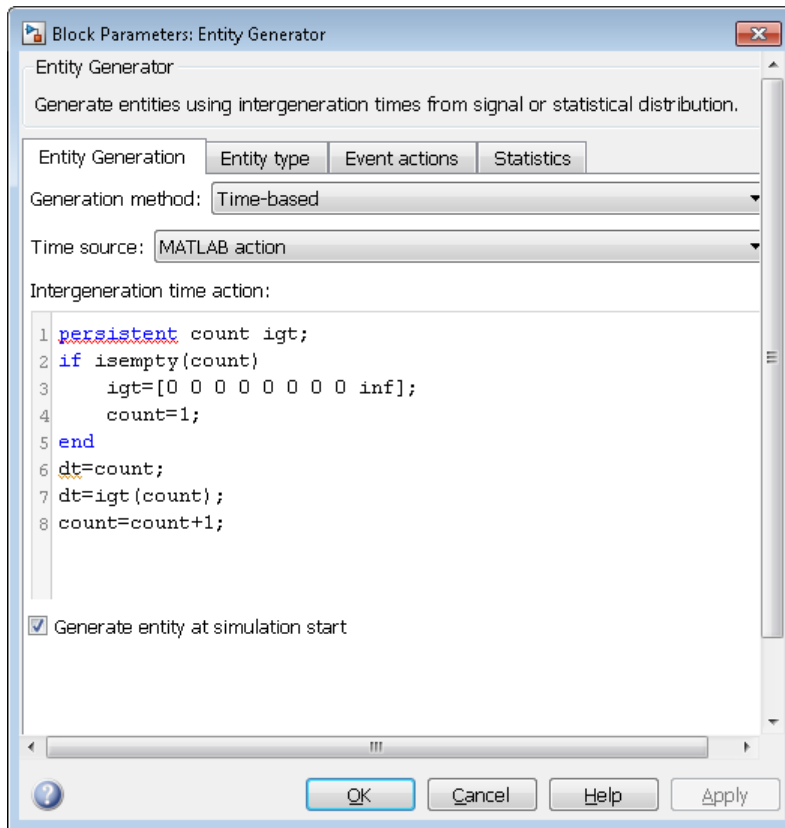 Block Parameters: Entity Generator
Entity Generator
Generate entities using intergeneration times from signal or statistical distribution.
Entity Generation Entity type Event actions Statistics
Generation method: Time-based
Time source: MATLAB action
Intergeneration time action:
1 persistent count igt;
2 if isempty(count)
3 igt=[0 0 0 0 0 0 0 0 inf];
4 count=1;
5 end
6 dt=count;
7 dt=igt(count);
8 count=count+1;
Generate entity at simulation start
? OK Cancel Help Apply